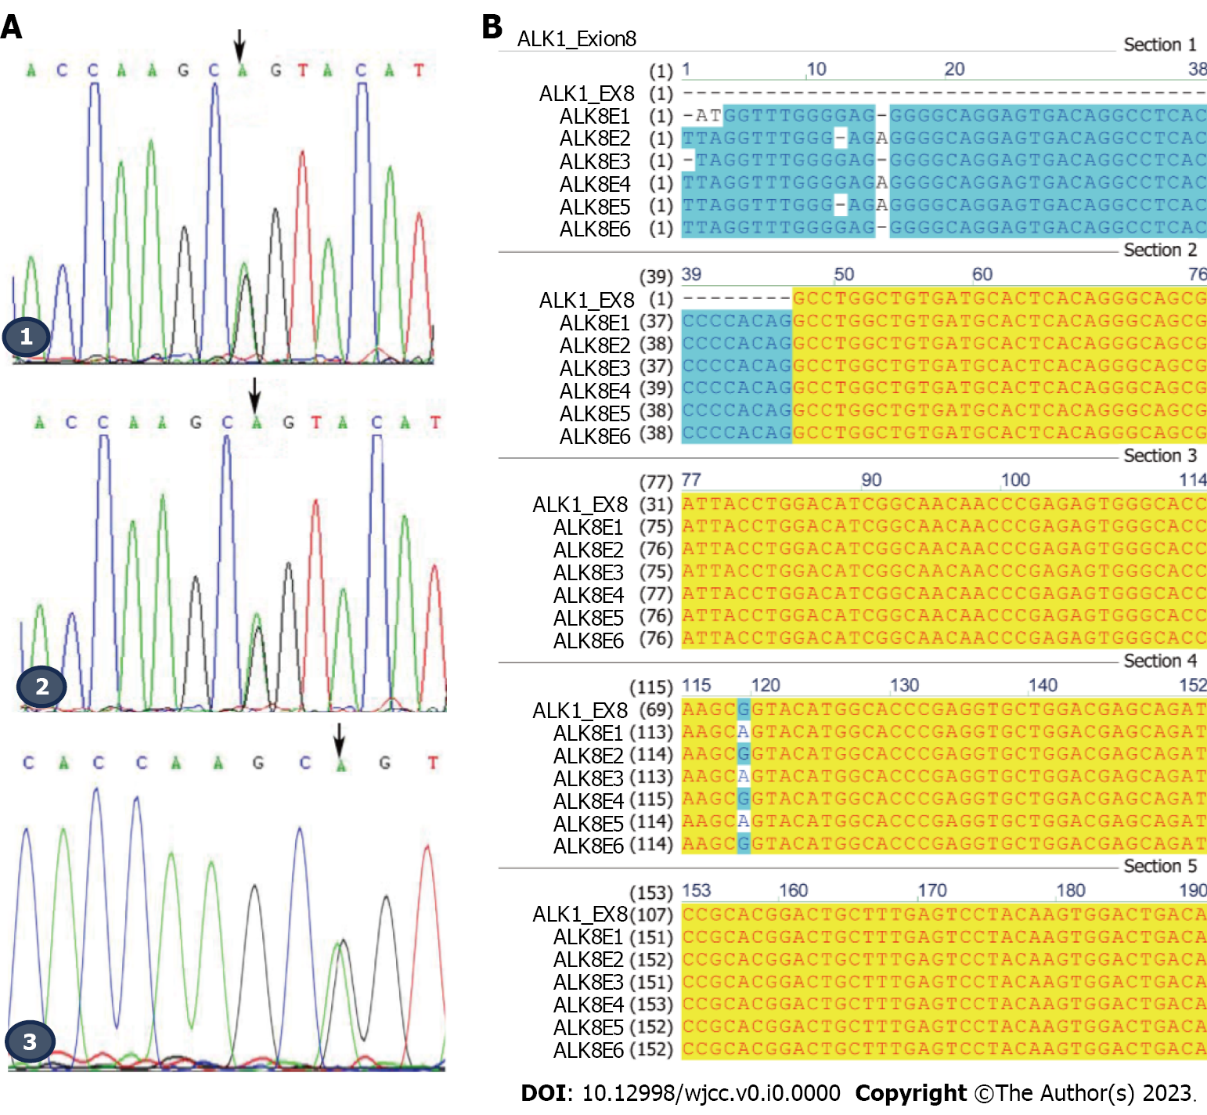 A
A C C A A G C A G T A C A T
1
A C C A A G C A G T A C A T
2
C A C C A A G C A G T
3
B
ALK1_Exion8
Section 1
(1) 1 10 20 38
ALK1_EX8 (1) --------------------------------------
ALK8E1 (1) -ATGGTTTGGGGAG-GGGGCAGGAGTGACAGGCCTCAC
ALK8E2 (1) TTAGGTTTGGG-AGAGGGGCAGGAGTGACAGGCCTCAC
ALK8E3 (1) -TAGGTTTGGGGAG-GGGGCAGGAGTGACAGGCCTCAC
ALK8E4 (1) TTAGGTTTGGGGAGAGGGGCAGGAGTGACAGGCCTCAC
ALK8E5 (1) TTAGGTTTGGG-AGAGGGGCAGGAGTGACAGGCCTCAC
ALK8E6 (1) TTAGGTTTGGGGAG-GGGGCAGGAGTGACAGGCCTCAC
Section 2
(39) 39 50 60 76
ALK1_EX8 (1) --------GCCTGGCTGTGATGCACTCACAGGGCAGCG
ALK8E1 (37) CCCCACAGGCCTGGCTGTGATGCACTCACAGGGCAGCG
ALK8E2 (38) CCCCACAGGCCTGGCTGTGATGCACTCACAGGGCAGCG
ALK8E3 (37) CCCCACAGGCCTGGCTGTGATGCACTCACAGGGCAGCG
ALK8E4 (39) CCCCACAGGCCTGGCTGTGATGCACTCACAGGGCAGCG
ALK8E5 (38) CCCCACAGGCCTGGCTGTGATGCACTCACAGGGCAGCG
ALK8E6 (38) CCCCACAGGCCTGGCTGTGATGCACTCACAGGGCAGCG
Section 3
(77) 77 90 100 114
ALK1_EX8 (31) ATTACCTGGACATCGGCAACAACCCGAGAGTGGGCACC
ALK8E1 (75) ATTACCTGGACATCGGCAACAACCCGAGAGTGGGCACC
ALK8E2 (76) ATTACCTGGACATCGGCAACAACCCGAGAGTGGGCACC
ALK8E3 (75) ATTACCTGGACATCGGCAACAACCCGAGAGTGGGCACC
ALK8E4 (77) ATTACCTGGACATCGGCAACAACCCGAGAGTGGGCACC
ALK8E5 (76) ATTACCTGGACATCGGCAACAACCCGAGAGTGGGCACC
ALK8E6 (76) ATTACCTGGACATCGGCAACAACCCGAGAGTGGGCACC
Section 4
(115) 115 120 130 140 152
ALK1_EX8 (69) AAGCGGTACATGGCACCCGAGGTGCTGGACGAGCAGAT
ALK8E1 (113) AAGCAGTACATGGCACCCGAGGTGCTGGACGAGCAGAT
ALK8E2 (114) AAGCGGTACATGGCACCCGAGGTGCTGGACGAGCAGAT
ALK8E3 (113) AAGCAGTACATGGCACCCGAGGTGCTGGACGAGCAGAT
ALK8E4 (115) AAGCGGTACATGGCACCCGAGGTGCTGGACGAGCAGAT
ALK8E5 (114) AAGCAGTACATGGCACCCGAGGTGCTGGACGAGCAGAT
ALK8E6 (114) AAGCGGTACATGGCACCCGAGGTGCTGGACGAGCAGAT
Section 5
(153) 153 160 170 180 190
ALK1_EX8 (107) CCGCACGGACTGCTTTGAGTCCTACAAGTGGACTGACA
ALK8E1 (151) CCGCACGGACTGCTTTGAGTCCTACAAGTGGACTGACA
ALK8E2 (152) CCGCACGGACTGCTTTGAGTCCTACAAGTGGACTGACA
ALK8E3 (151) CCGCACGGACTGCTTTGAGTCCTACAAGTGGACTGACA
ALK8E4 (153) CCGCACGGACTGCTTTGAGTCCTACAAGTGGACTGACA
ALK8E5 (152) CCGCACGGACTGCTTTGAGTCCTACAAGTGGACTGACA
ALK8E6 (152) CCGCACGGACTGCTTTGAGTCCTACAAGTGGACTGACA
DOI: 10.12998/wjcc.v0.i0.0000 Copyright ©The Author(s) 2023.